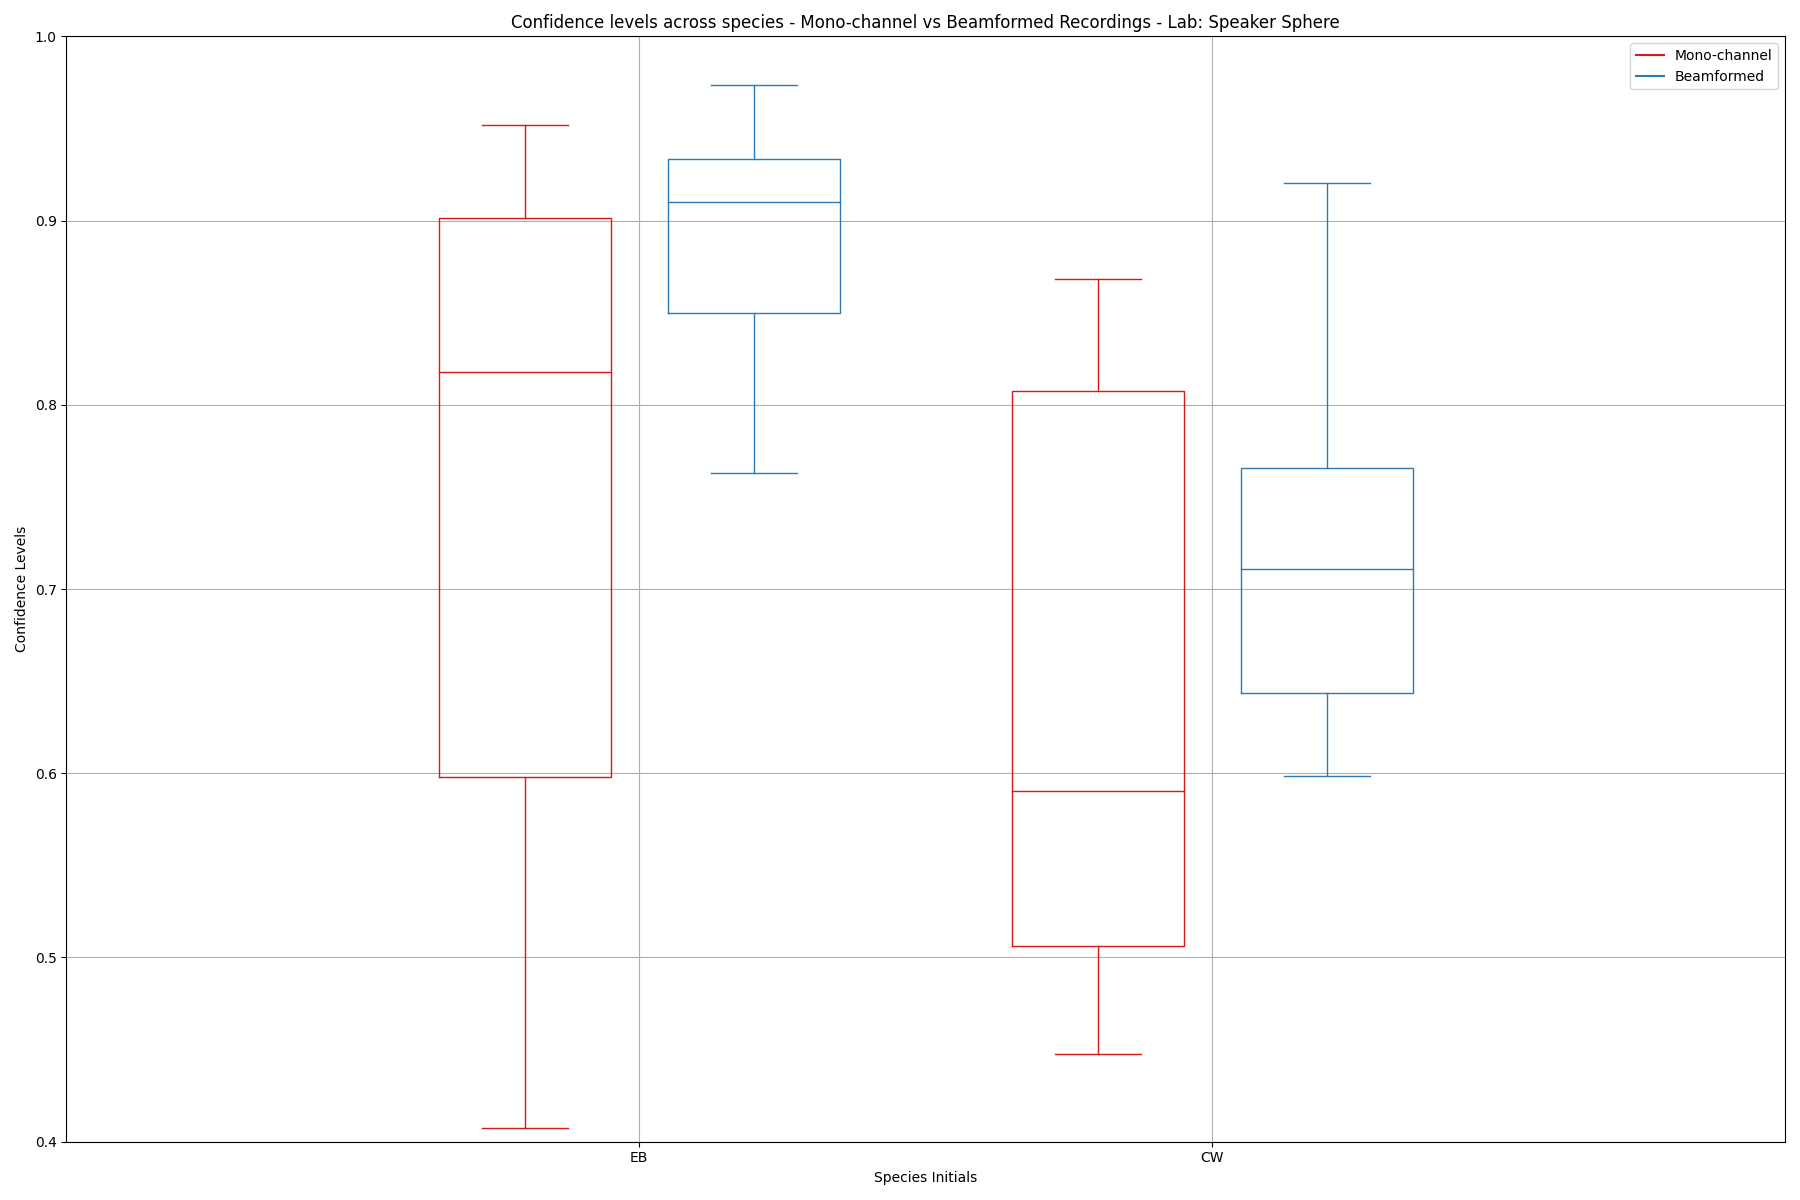 Confidence levels across species - Mono-channel vs Beamformed Recordings - Lab: Speaker Sphere
Mono-channel
Beamformed
Confidence Levels
1.0
0.9
0.8
0.7
0.6
0.5
0.4
EB
CW
Species Initials